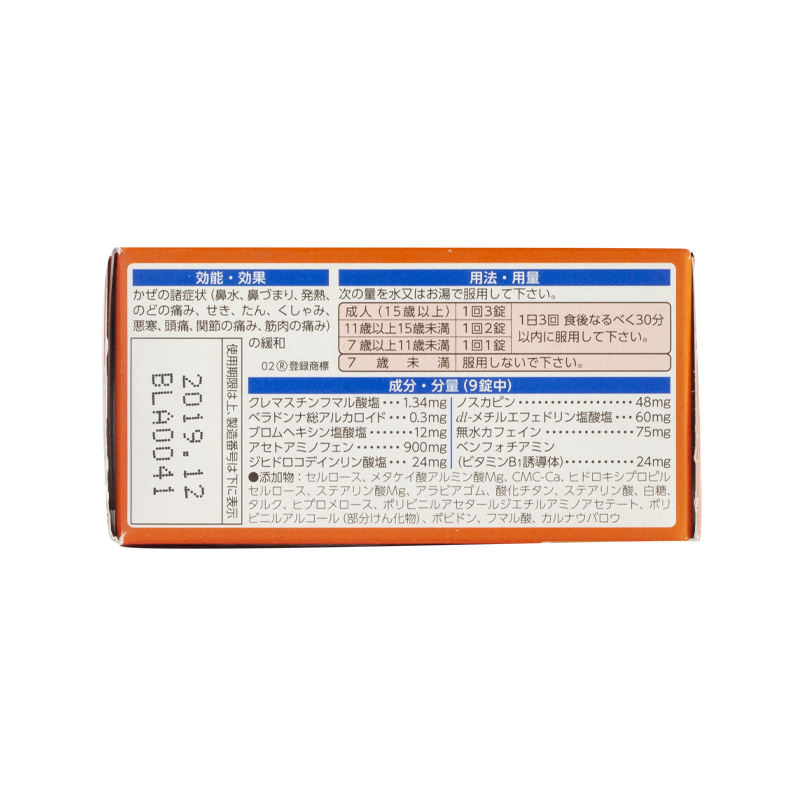 効能・効果
かぜの諸症状（鼻水、鼻づまり、発熱、
のどの痛み、せき、たん、くしゃみ、
悪寒、頭痛、関節の痛み、筋肉の痛み）
の緩和
02Ⓡ登録商標
使用期限は上、製造番号は下に表示
2019.12
BLA0041
用法・用量
次の量を水又はお湯で服用して下さい。
成人（15歳以上） 1回3錠
11歳以上15歳未満 1回2錠
7歳以上11歳未満 1回1錠
1日3回 食後なるべく30分
以内に服用して下さい。
7歳未満 服用しないで下さい。
成分・分量（9錠中）
クレマスチンフマル酸塩・・・1.34mg
ベラドンナ総アルカロイド・・0.3mg
ブロムヘキシン塩酸塩・・・・・・・12mg
アセトアミノフェン・・・・・・・・900mg
ジヒドロコデインリン酸塩・・・24mg
ノスカピン・・・・・・・・・・・・・・・・・・48mg
dl-メチルエフェドリン塩酸塩・・・60mg
無水カフェイン・・・・・・・・・・・・・・75mg
ベンフォチアミン
（ビタミンB1誘導体）・・・・・・・・・・・24mg
●添加物：セルロース、メタケイ酸アルミン酸Mg、CMC-Ca、ヒドロキシプロピル
セルロース、ステアリン酸Mg、アラビアゴム、酸化チタン、ステアリン酸、白糖、
タルク、ヒプロメロース、ポリビニルアセタールジエチルアミノアセテート、ポリ
ビニルアルコール（部分けん化物）、ポビドン、フマル酸、カルナウバロウ